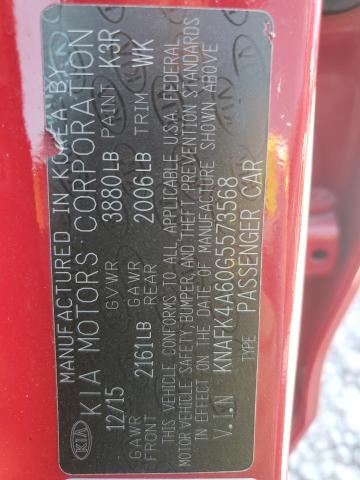 MANUFACTURED IN KOREA BY
KIA KIA MOTORS CORPORATION
12/15 GVWR 3880LB PAINT K3R
GAWR FRONT 2161LB GAWR REAR 2006LB TRIM WK
THIS VEHICLE CONFORMS TO ALL APPLICABLE U.S.A. FEDERAL
MOTOR VEHICLE SAFETY, BUMPER, AND THEFT PREVENTION STANDARDS
IN EFFECT ON THE DATE OF MANUFACTURE SHOWN ABOVE
V.I.N KNAFK4A60G5573568
TYPE PASSENGER CAR